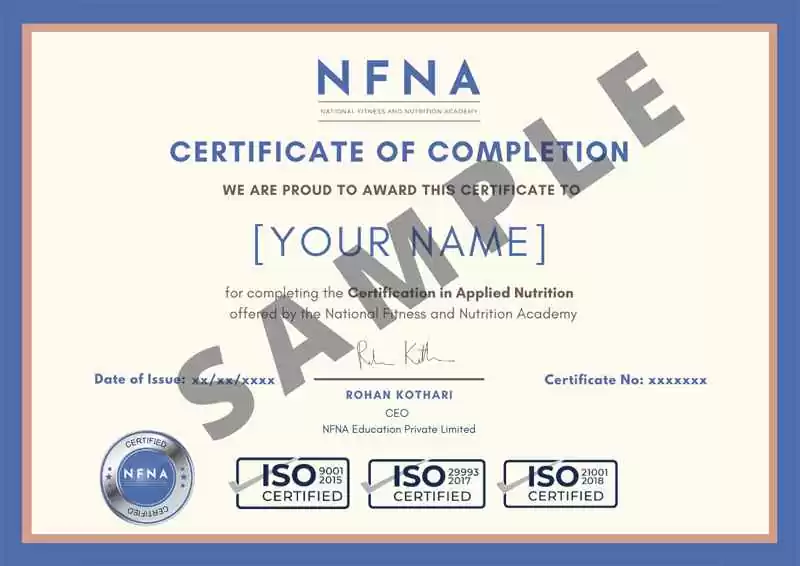 NFNA
NATIONAL FITNESS AND NUTRITION ACADEMY
CERTIFICATE OF COMPLETION
WE ARE PROUD TO AWARD THIS CERTIFICATE TO
[YOUR NAME]
for completing the Certification in Applied Nutrition
offered by the National Fitness and Nutrition Academy
SAMPLE
Rohan Kothari
Date of Issue: xx/xx/xxxx
Certificate No: xxxxxxx
ROHAN KOTHARI
CEO
NFNA Education Private Limited
CERTIFIED
NFNA
CERTIFIED
ISO 9001 2015
CERTIFIED
ISO 29993 2017
CERTIFIED
ISO 21001 2018
CERTIFIED